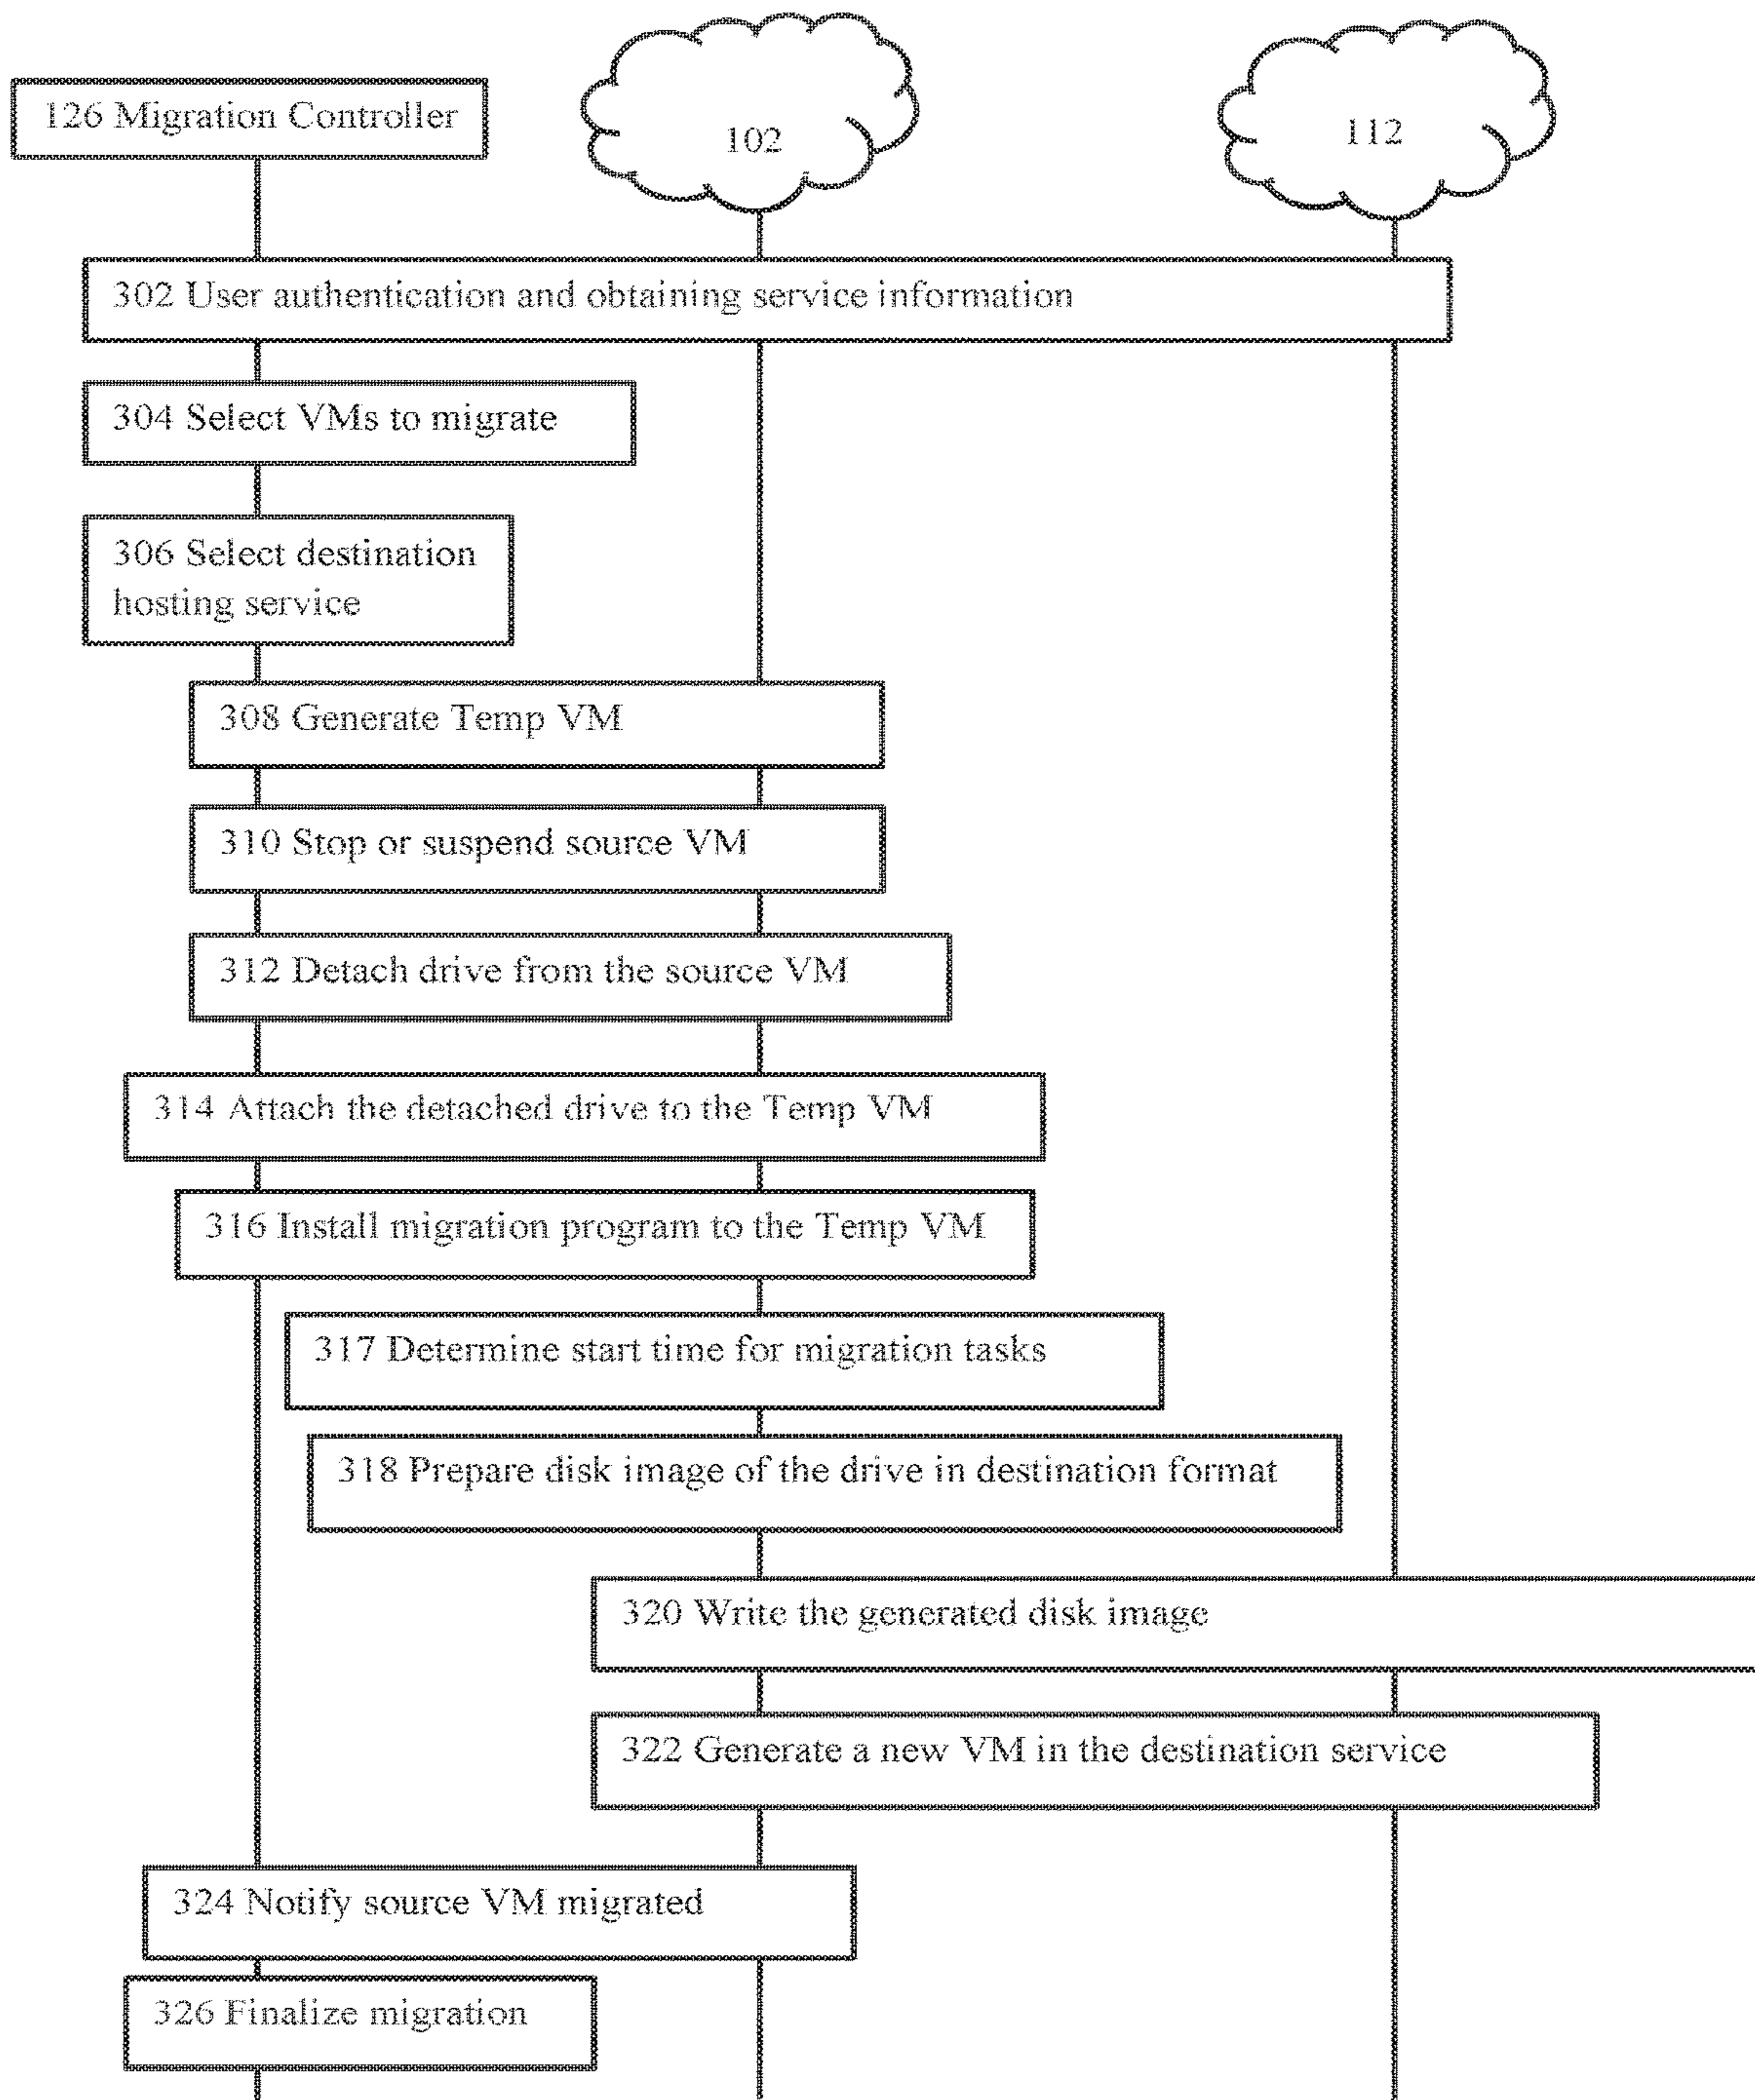 126 Migration Controller
102
112
302 User authentication and obtaining service information
304 Select VMs to migrate
306 Select destination
hosting service
308 Generate Temp VM
310 Stop or suspend source VM
312 Detach drive from the source VM
314 Attach the detached drive to the Temp VM
316 Install migration program to the Temp VM
317 Determine start time for migration tasks
318 Prepare disk image of the drive in destination format
320 Write the generated disk image
322 Generate a new VM in the destination service
324 Notify source VM migrated
326 Finalize migration